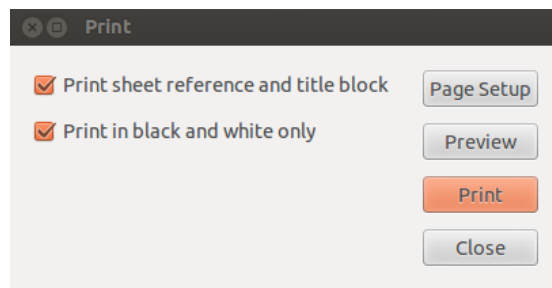 Print
Print sheet reference and title block
Page Setup
Print in black and white only
Preview
Print
Close